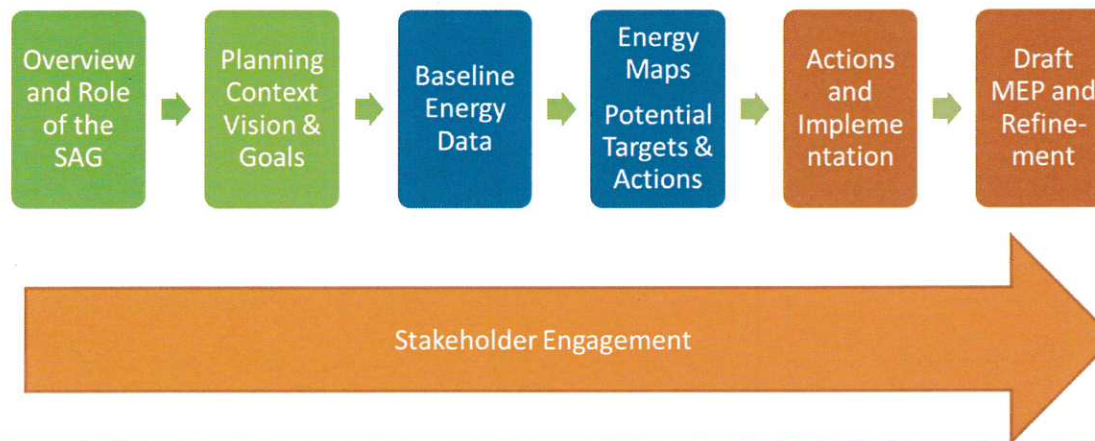 Overview
and Role
of the
SAG
Planning
Context
Vision &
Goals
Baseline
Energy
Data
Energy
Maps
Potential
Targets &
Actions
Actions
and
Impleme
ntation
Draft
MEP and
Refine-
ment
Stakeholder Engagement